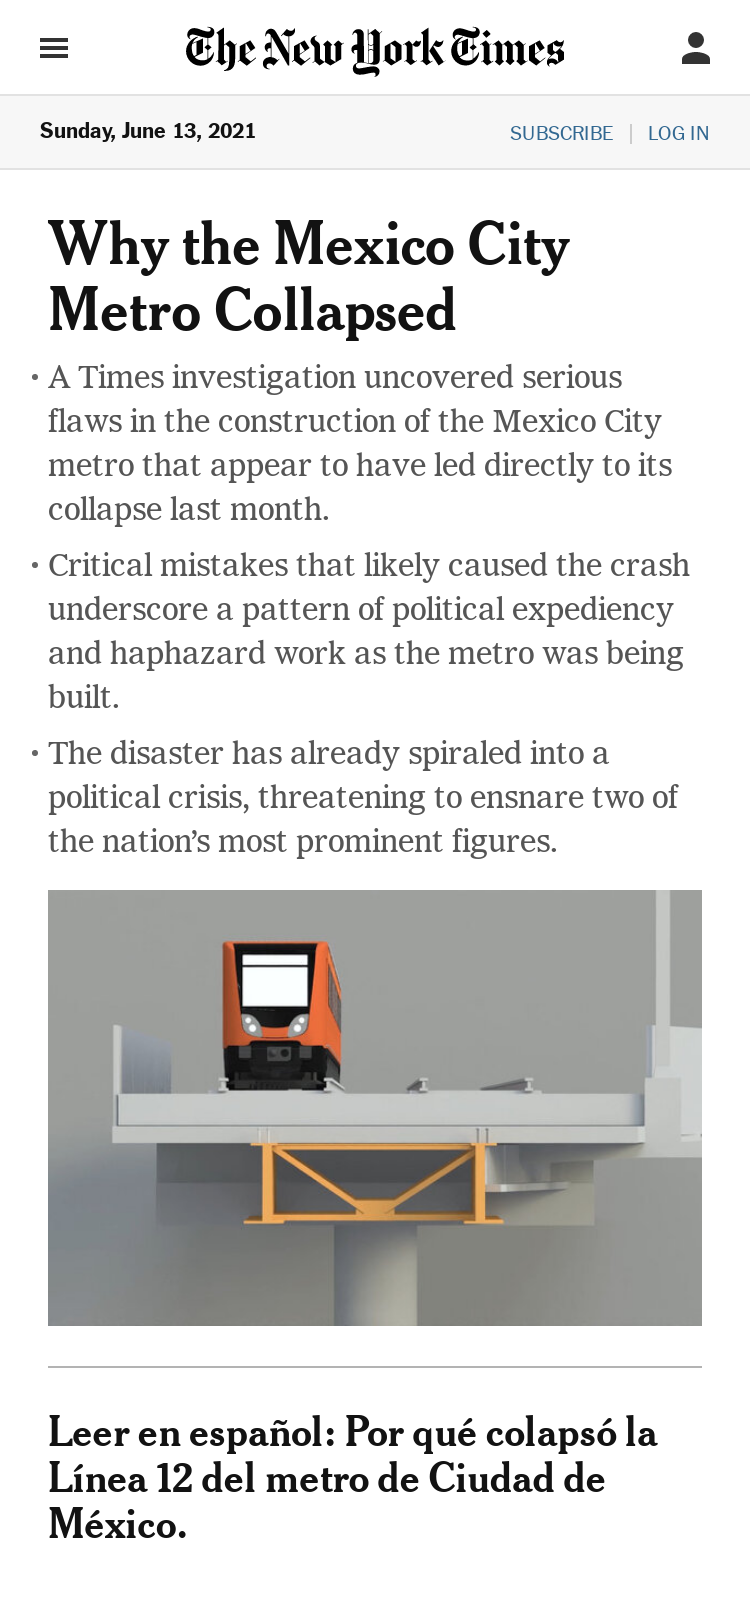 The New York Times
Sunday, June 13, 2021
SUBSCRIBE | LOG IN
Why the Mexico City
Metro Collapsed
• A Times investigation uncovered serious
flaws in the construction of the Mexico City
metro that appear to have led directly to its
collapse last month.
• Critical mistakes that likely caused the crash
underscore a pattern of political expediency
and haphazard work as the metro was being
built.
• The disaster has already spiraled into a
political crisis, threatening to ensnare two of
the nation’s most prominent figures.
Leer en español: Por qué colapsó la
Línea 12 del metro de Ciudad de
México.